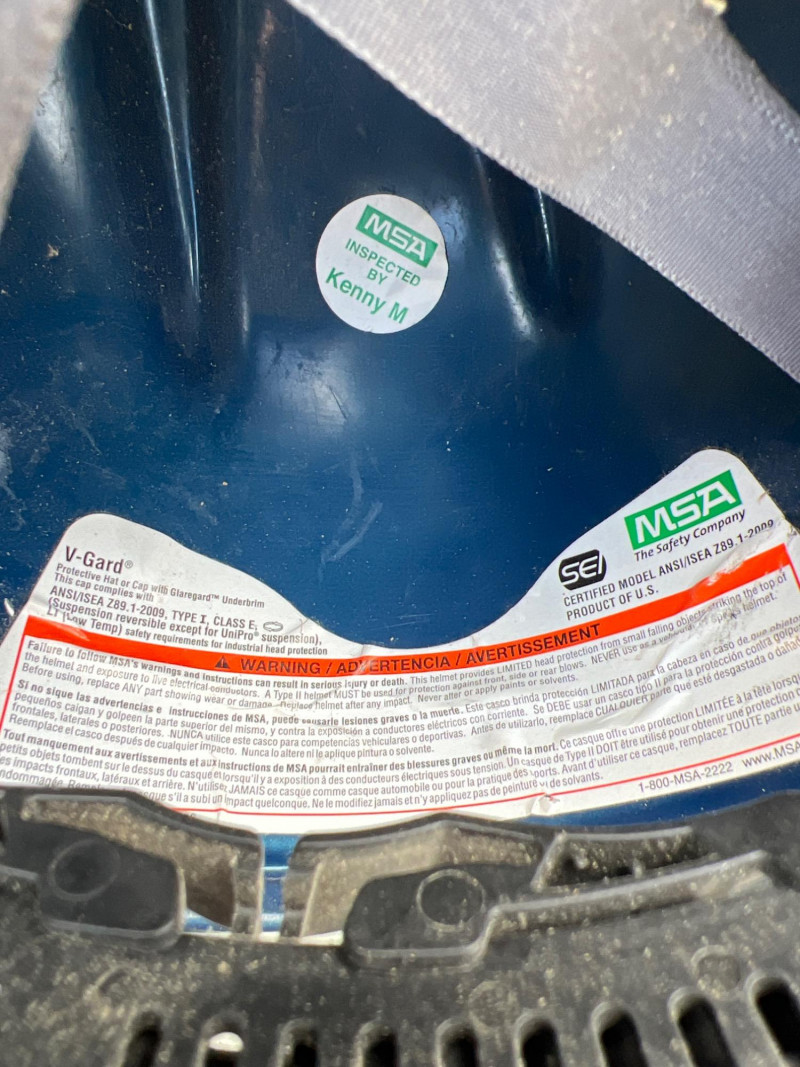 MSA
INSPECTED
BY
Kenny M
V-Gard®
Protective Hat or Cap with Glaregard™ Underbrim
This cap complies with
ANSI/ISEA Z89.1-2009, TYPE I, CLASS E,
(Suspension reversible except for UniPro® suspension),
LT (Low Temp) safety requirements for industrial head protection
MSA
The Safety Company
SEI
CERTIFIED MODEL ANSI/ISEA Z89.1-2009
PRODUCT OF U.S.
WARNING / ADVERTENCIA / AVERTISSEMENT
Failure to follow MSA's warnings and instructions can result in serious injury or death. This helmet provides LIMITED head protection from small falling objects striking the top of
the helmet and exposure to live electrical conductors. A Type II helmet MUST be used for protection against front, side or rear blows. NEVER use as a helmet.
Before using, replace ANY part showing wear or damage. Replace helmet after any impact. Never alter or apply paints or solvents.
Si no sigue las advertencias e instrucciones de MSA, puede causarle lesiones graves o la muerte. Este casco brinda protección LIMITADA para la cabeza en caso de que objetos
pequeños caigan y golpeen la parte superior del mismo, y contra la exposición a conductores eléctricos con corriente. Se DEBE usar un casco tipo II para la protección contra golpes
frontales, laterales o posteriores. NUNCA utilice este casco para competencias vehiculares o deportivas. Antes de utilizarlo, reemplace CUALQUIER parte que esté desgastada o
Reemplace el casco después de cualquier impacto. Nunca lo altere ni le aplique pintura o solvente.
Tout manquement aux avertissements et aux instructions de MSA pourrait entraîner des blessures graves ou même la mort. Ce casque offre une protection LIMITÉE à la tête lorsque
petits objets tombent sur le dessus du casque et lorsqu'il y a exposition à des conducteurs électriques sous tension. Un casque de Type II DOIT être utilisé pour obtenir une protection
es impacts frontaux, latéraux et arrière. N'utilisez JAMAIS ce casque comme casque automobile ou pour la pratique des sports. Avant d'utiliser ce casque, remplacez TOUTE partie
ndommagée. que s'il a subi un impact quelconque. Ne le modifiez jamais et n'y appliquez pas de peinture ni de solvants.
1-800-MSA-2222 www.MSA